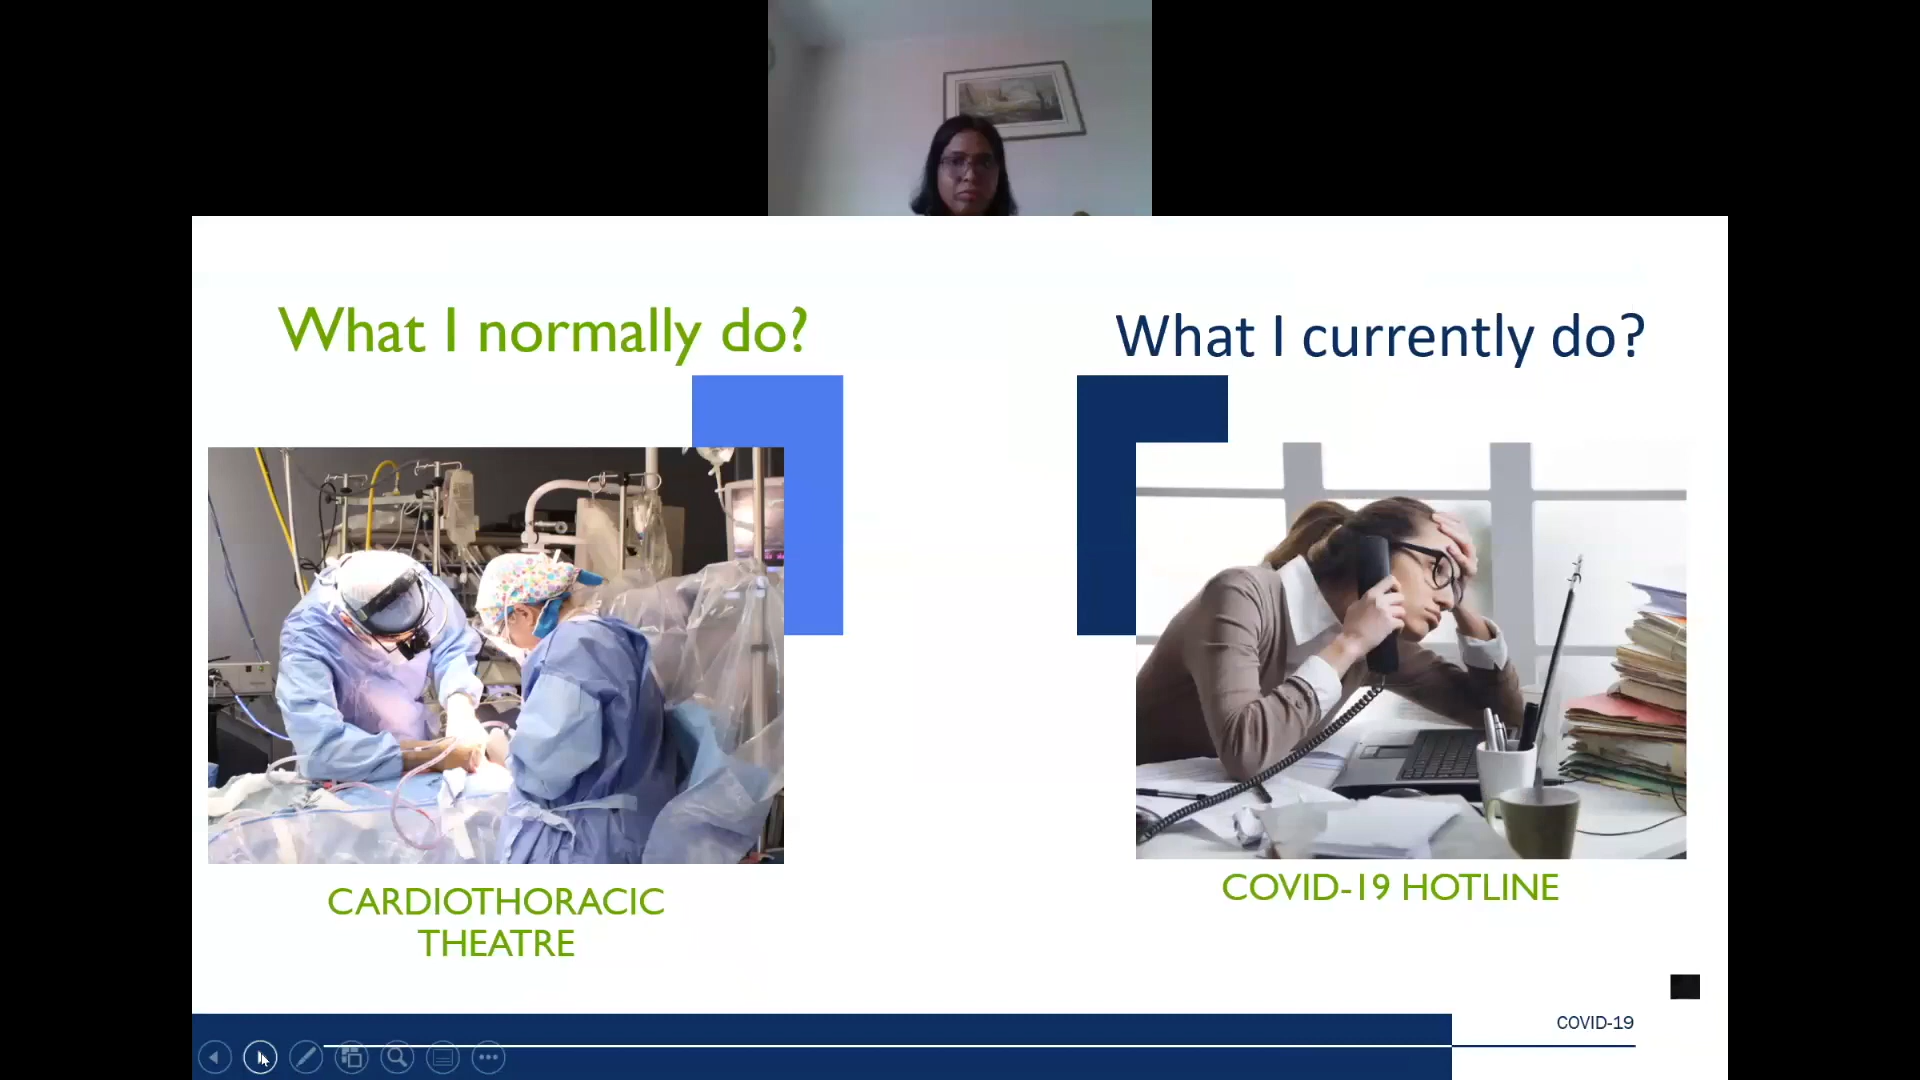 What I normally do?
What I currently do?
CARDIOTHORACIC
THEATRE
COVID-19 HOTLINE
COVID-19